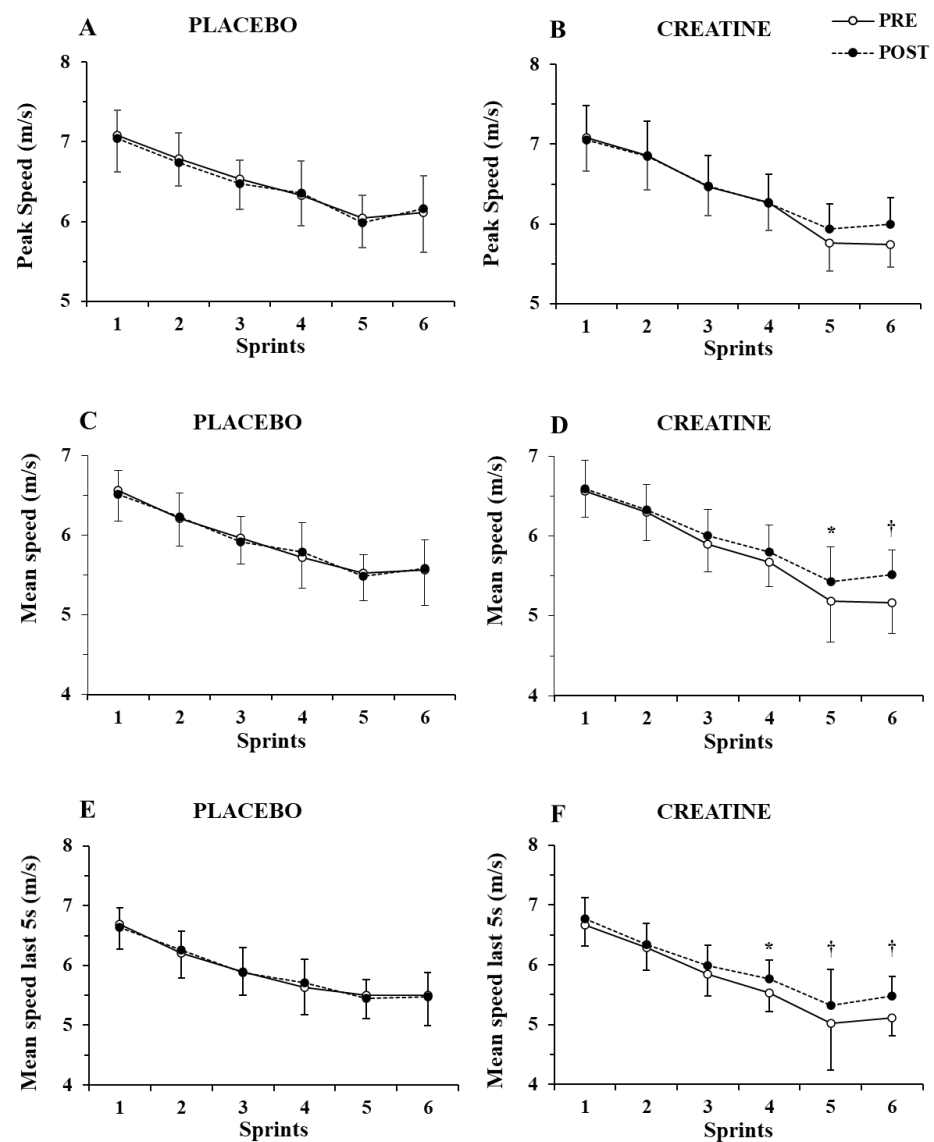 A PLACEBO
B CREATINE
PRE
POST
Peak Speed (m/s)
8
7
6
5
1 2 3 4 5 6
Sprints
Peak Speed (m/s)
8
7
6
5
1 2 3 4 5 6
Sprints
C PLACEBO
Mean speed (m/s)
7
6
5
4
1 2 3 4 5 6
Sprints
D CREATINE
Mean speed (m/s)
7
6
5
4
* †
1 2 3 4 5 6
Sprints
E PLACEBO
Mean speed last 5s (m/s)
8
7
6
5
4
1 2 3 4 5 6
Sprints
F CREATINE
Mean speed last 5s (m/s)
8
7
6
5
4
* † †
1 2 3 4 5 6
Sprints